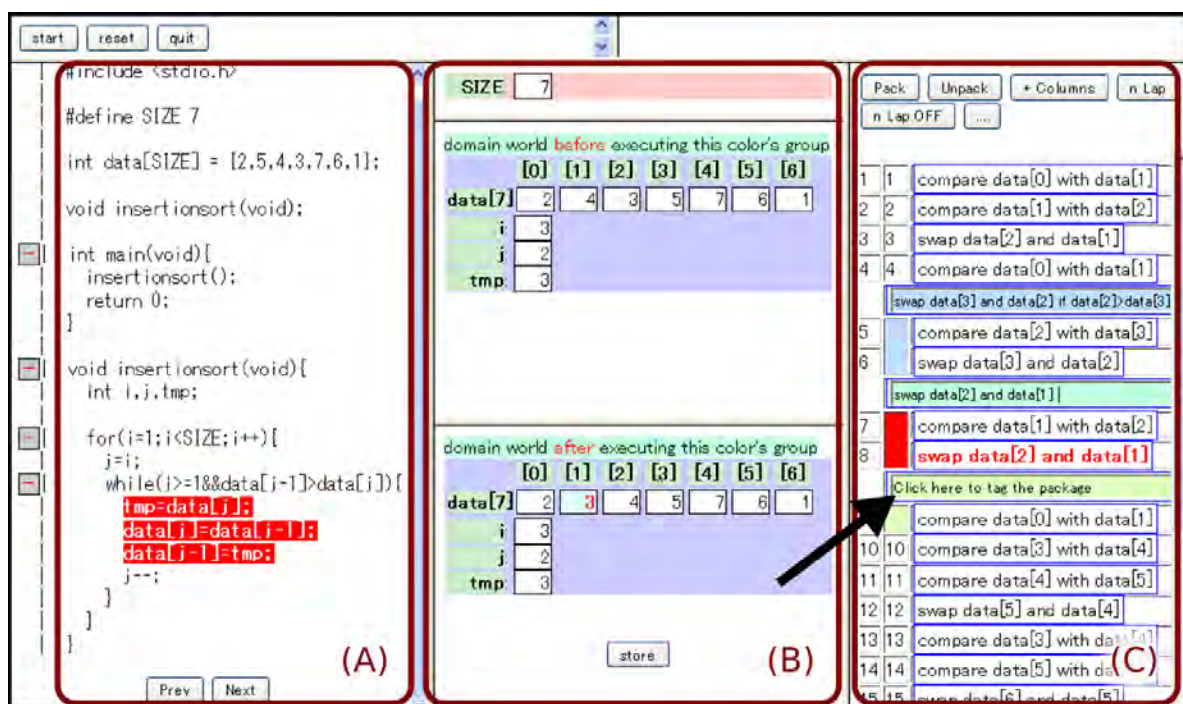 start reset quit
#include <stdio.h>
#define SIZE 7
int data[SIZE] = [2,5,4,3,7,6,1];
void insertionsort(void);
int main(void){
insertionsort();
return 0;
}
void insertionsort(void){
int i,j,tmp;
for(i=1;i<SIZE;i++){
j=i;
while(j>=1&&data[j-1]>data[j]){
tmp=data[j];
data[j]=data[j-1];
data[j-1]=tmp;
j--;
}
}
}
(A)
Prev Next
SIZE 7
domain world before executing this color's group
[0] [1] [2] [3] [4] [5] [6]
data[7] 2 4 3 5 7 6 1
i 3
j 2
tmp 3
domain world after executing this color's group
[0] [1] [2] [3] [4] [5] [6]
data[7] 2 3 4 5 7 6 1
i 3
j 2
tmp 3
store
(B)
Pack Unpack + Columns n Lap
n Lap OFF ....
1 1 compare data[0] with data[1]
2 2 compare data[1] with data[2]
3 3 swap data[2] and data[1]
4 4 compare data[0] with data[1]
swap data[3] and data[2] if data[2]>data[3]
5 compare data[2] with data[3]
6 swap data[3] and data[2]
swap data[2] and data[1]
7 compare data[1] with data[2]
8 swap data[2] and data[1]
Click here to tag the package
compare data[0] with data[1]
10 10 compare data[3] with data[4]
11 11 compare data[4] with data[5]
12 12 swap data[5] and data[4]
13 13 compare data[3] with data[4]
14 14 compare data[5] with
15 15 swap data[6] and data[5]
(C)